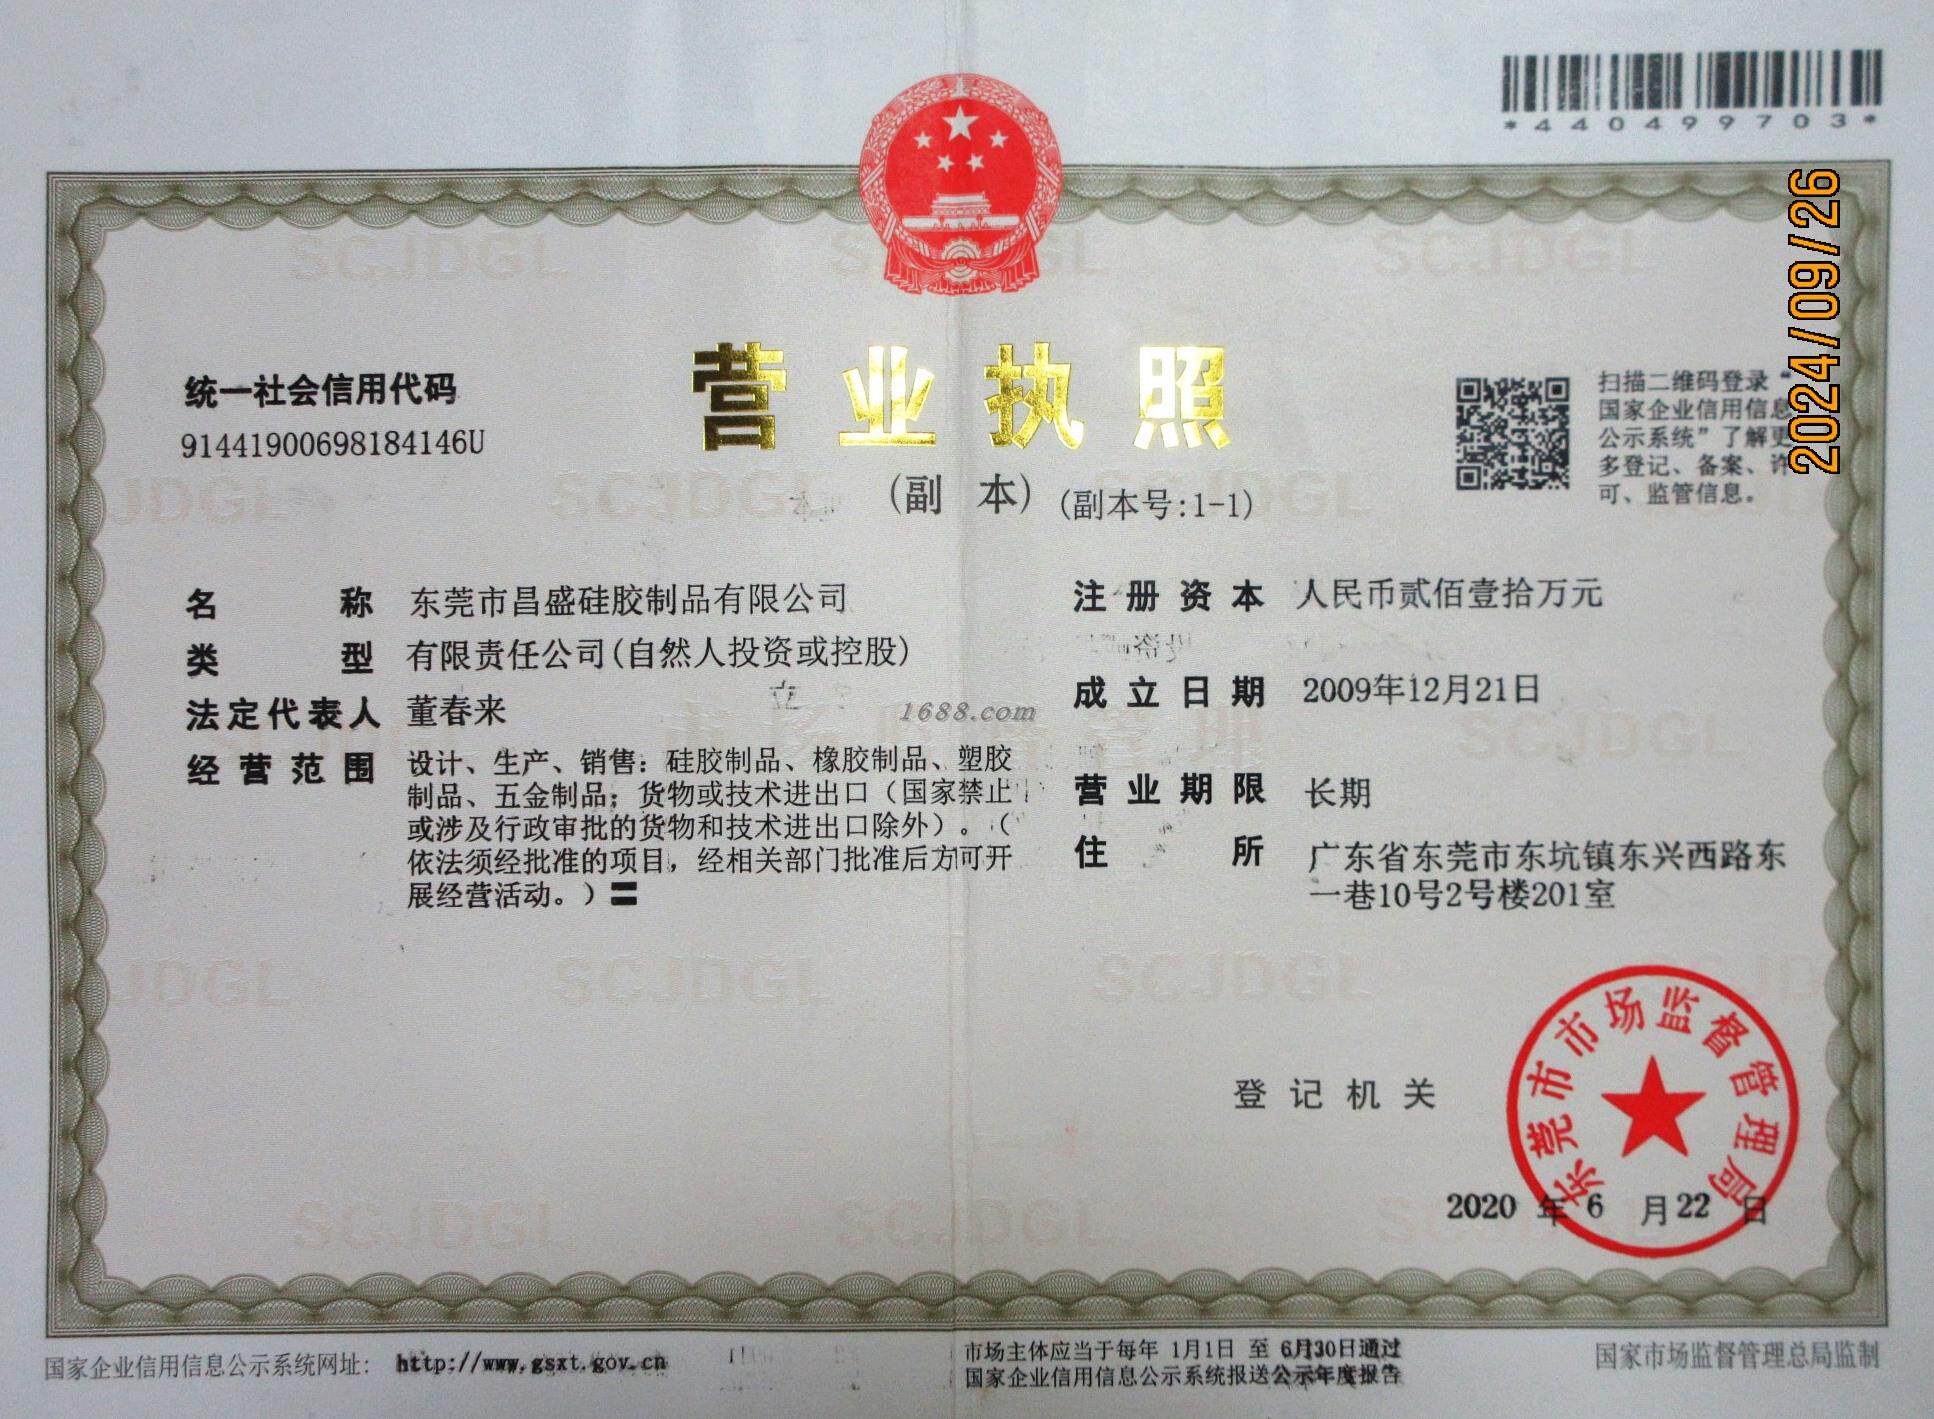 *440499703*
2024/09/26
营业执照
(副 本) (副本号:1-1)
统一社会信用代码
91441900698184146U
扫描二维码登录“
国家企业信用信息
公示系统”了解更
多登记、备案、许
可、监管信息。
名 称 东莞市昌盛硅胶制品有限公司
类 型 有限责任公司(自然人投资或控股)
法定代表人 董春来
经营范围 设计、生产、销售：硅胶制品、橡胶制品、塑胶
制品、五金制品；货物或技术进出口（国家禁止
或涉及行政审批的货物和技术进出口除外）。（
依法须经批准的项目，经相关部门批准后方可开
展经营活动。）〓
1688.com
注册资本 人民币贰佰壹拾万元
成立日期 2009年12月21日
营业期限 长期
住 所 广东省东莞市东坑镇东兴西路东
一巷10号2号楼201室
登记机关
东莞市市场监督管理局
2020 年 6 月 22 日
SCJDGL
国家企业信用信息公示系统网址： http://www.gsxt.gov.cn
市场主体应当于每年 1月1日 至 6月30日通过
国家企业信用信息公示系统报送公示年度报告
国家市场监督管理总局监制